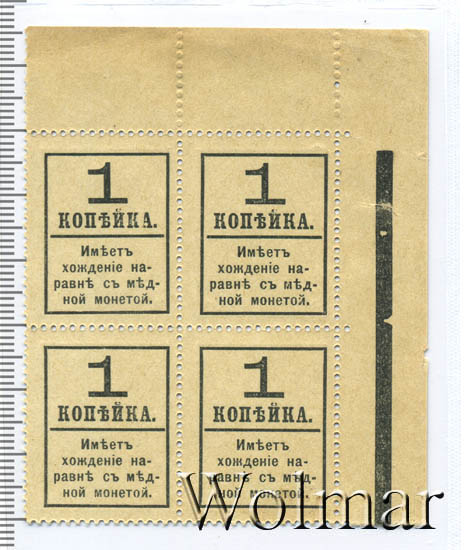 1
КОПѢЙКА.
Имѣетъ
хожденіе на-
равнѣ съ мѣд-
ной монетой.
1
КОПѢЙКА.
Имѣетъ
хожденіе на-
равнѣ съ мѣд-
ной монетой.
1
КОПѢЙКА.
Имѣетъ
хожденіе на-
равнѣ съ мѣд-
ной монетой.
1
КОПѢЙКА.
Имѣетъ
хожденіе на-
равнѣ съ мѣд-
ной монетой.
Wolmar